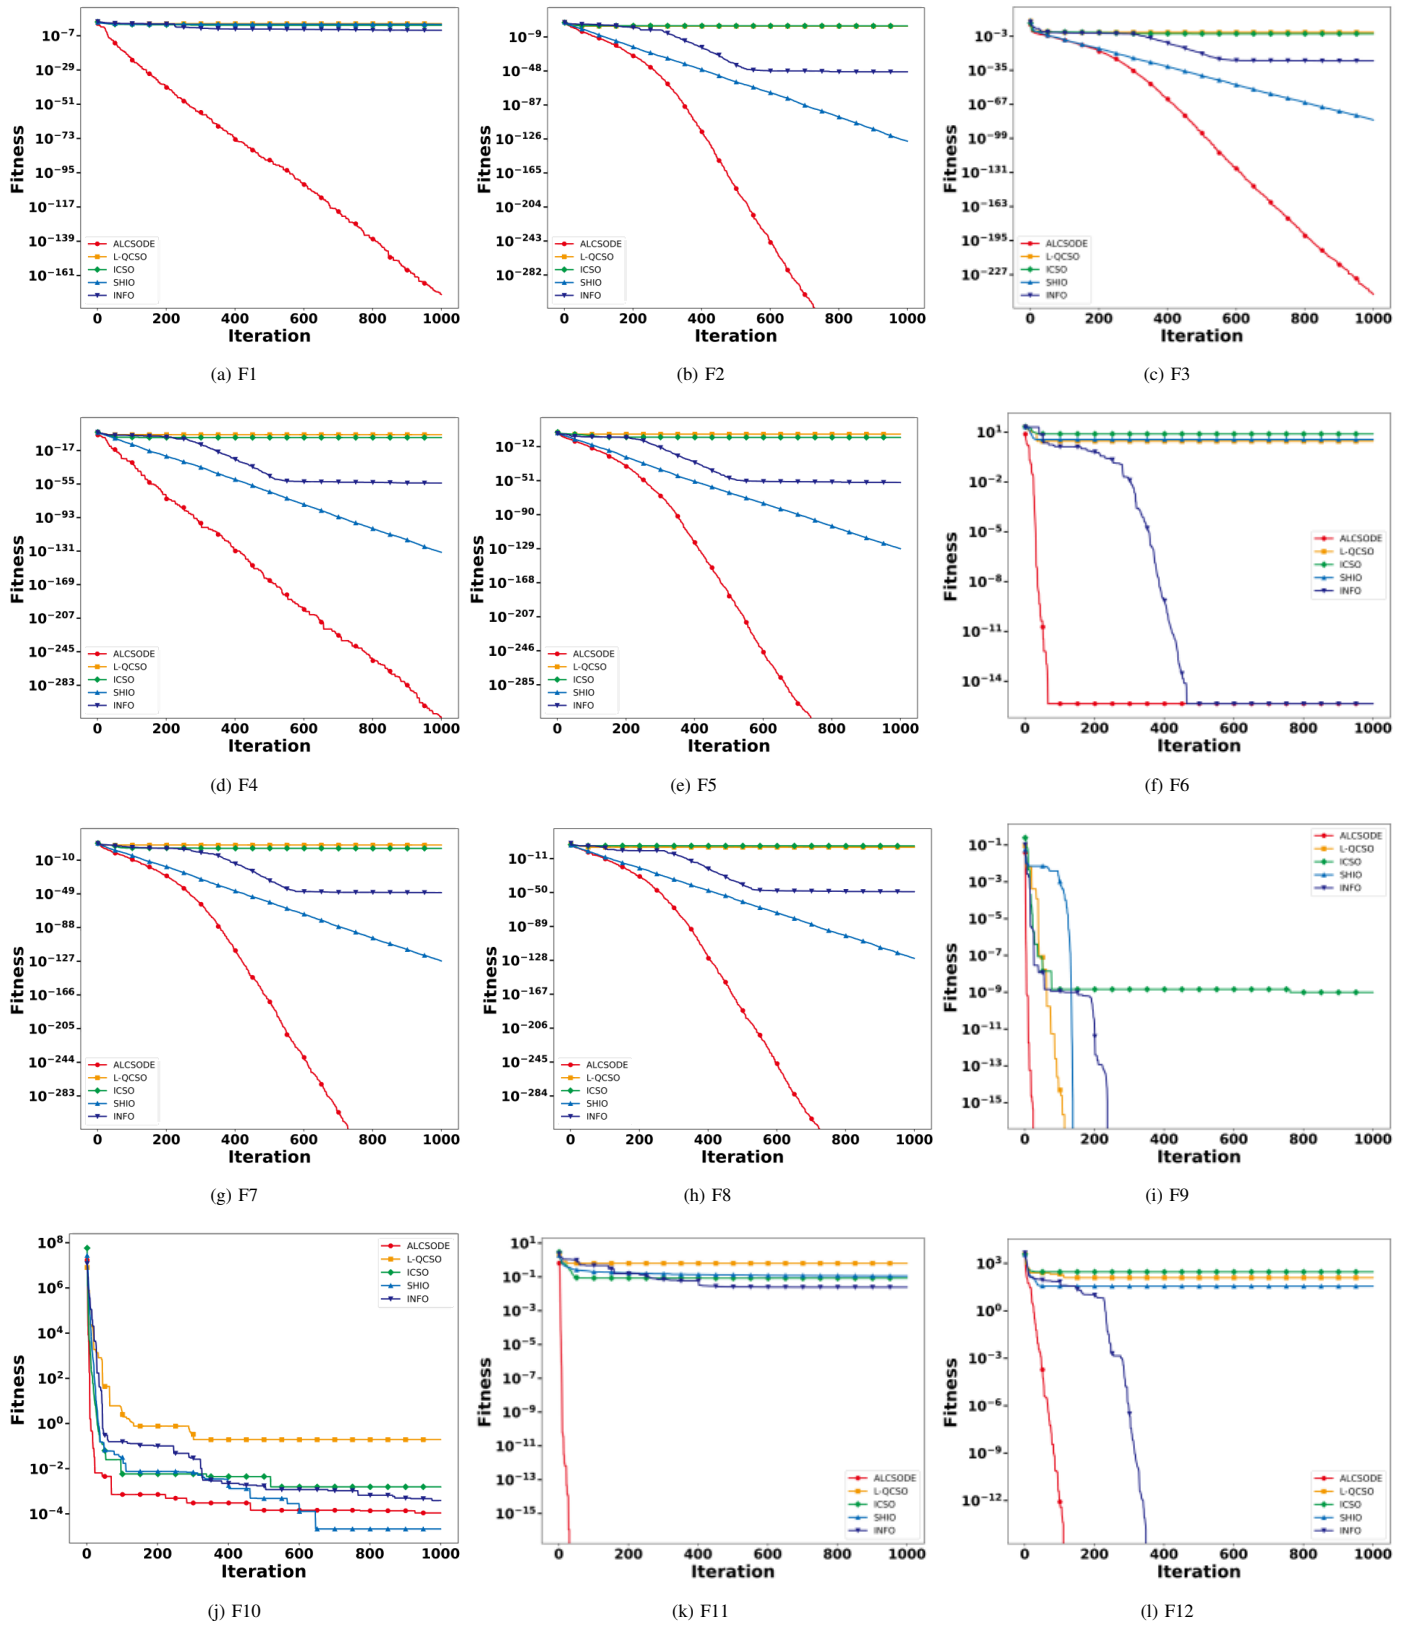 10^-7
10^-29
10^-51
10^-73
10^-95
10^-117
10^-139
10^-161
Fitness
ALCSODE
L-QCSO
ICSO
SHIO
INFO
0 200 400 600 800 1000
Iteration
(a) F1
10^-9
10^-48
10^-87
10^-126
10^-165
10^-204
10^-243
10^-282
Fitness
ALCSODE
L-QCSO
ICSO
SHIO
INFO
0 200 400 600 800 1000
Iteration
(b) F2
10^-3
10^-35
10^-67
10^-99
10^-131
10^-163
10^-195
10^-227
Fitness
ALCSODE
L-QCSO
ICSO
SHIO
INFO
0 200 400 600 800 1000
Iteration
(c) F3
10^-17
10^-55
10^-93
10^-131
10^-169
10^-207
10^-245
10^-283
Fitness
ALCSODE
L-QCSO
ICSO
SHIO
INFO
0 200 400 600 800 1000
Iteration
(d) F4
10^-12
10^-51
10^-90
10^-129
10^-168
10^-207
10^-246
10^-285
Fitness
ALCSODE
L-QCSO
ICSO
SHIO
INFO
0 200 400 600 800 1000
Iteration
(e) F5
10^1
10^-2
10^-5
10^-8
10^-11
10^-14
Fitness
ALCSODE
L-QCSO
ICSO
SHIO
INFO
0 200 400 600 800 1000
Iteration
(f) F6
10^-10
10^-49
10^-88
10^-127
10^-166
10^-205
10^-244
10^-283
Fitness
ALCSODE
L-QCSO
ICSO
SHIO
INFO
0 200 400 600 800 1000
Iteration
(g) F7
10^-11
10^-50
10^-89
10^-128
10^-167
10^-206
10^-245
10^-284
Fitness
ALCSODE
L-QCSO
ICSO
SHIO
INFO
0 200 400 600 800 1000
Iteration
(h) F8
10^-1
10^-3
10^-5
10^-7
10^-9
10^-11
10^-13
10^-15
Fitness
ALCSODE
L-QCSO
ICSO
SHIO
INFO
0 200 400 600 800 1000
Iteration
(i) F9
10^8
10^6
10^4
10^2
10^0
10^-2
10^-4
Fitness
ALCSODE
L-QCSO
ICSO
SHIO
INFO
0 200 400 600 800 1000
Iteration
(j) F10
10^1
10^-1
10^-3
10^-5
10^-7
10^-9
10^-11
10^-13
10^-15
Fitness
ALCSODE
L-QCSO
ICSO
SHIO
INFO
0 200 400 600 800 1000
Iteration
(k) F11
10^3
10^0
10^-3
10^-6
10^-9
10^-12
Fitness
ALCSODE
L-QCSO
ICSO
SHIO
INFO
0 200 400 600 800 1000
Iteration
(l) F12